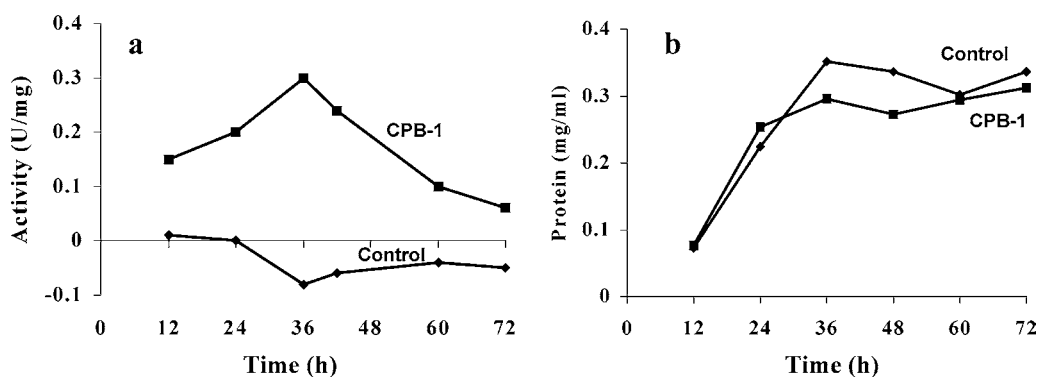 a
Activity (U/mg)
0.4
0.3
0.2
0.1
0
-0.1
CPB-1
Control
0 12 24 36 48 60 72
Time (h)
b
Protein (mg/ml)
0.4
0.3
0.2
0.1
0
Control
CPB-1
0 12 24 36 48 60 72
Time (h)